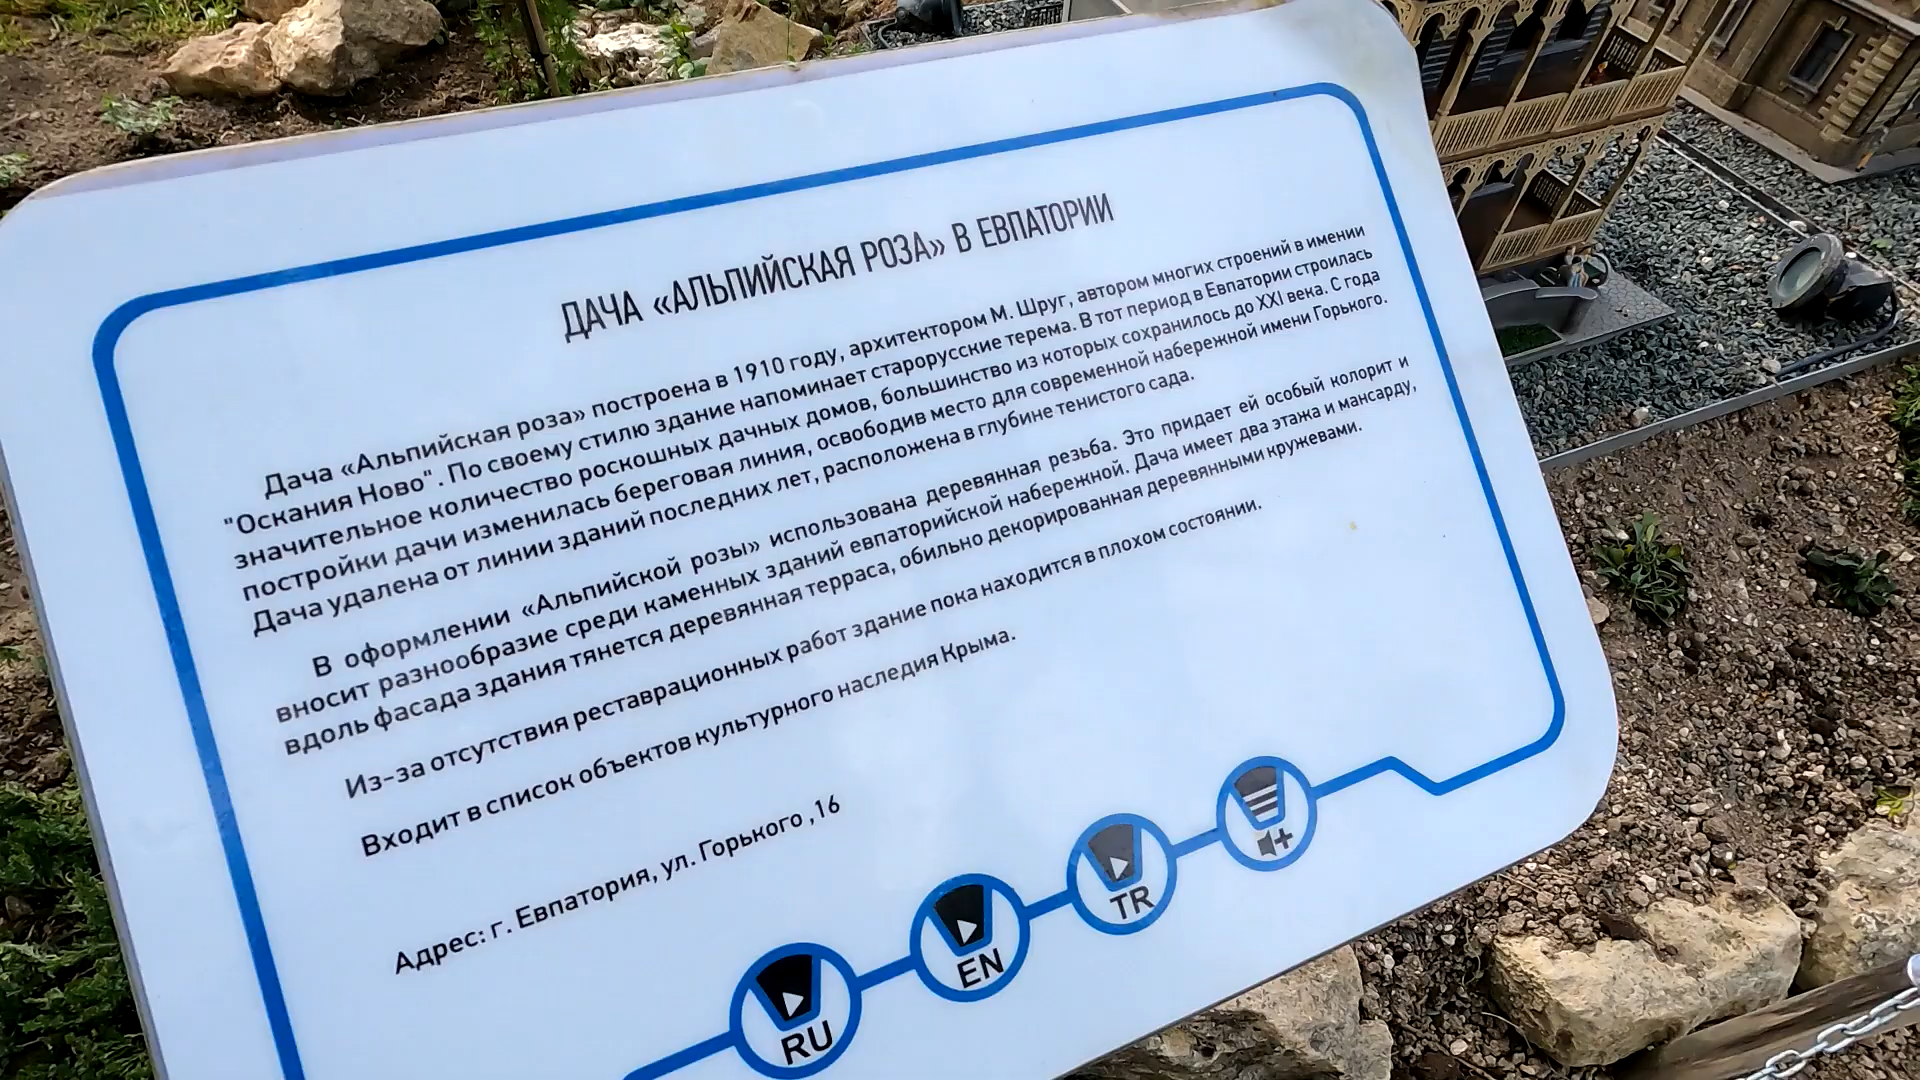 ДАЧА «АЛЬПИЙСКАЯ РОЗА» В ЕВПАТОРИИ
Дача «Альпийская роза» построена в 1910 году, архитектором М. Шруг, автором многих строений в имении
"Оскания Ново". По своему стилю здание напоминает старорусские терема. В тот период в Евпатории строилась
значительное количество роскошных дачных домов, большинство из которых сохранилось до XXI века. С года
постройки дачи изменилась береговая линия, освободив место для современной набережной имени Горького.
Дача удалена от линии зданий последних лет, расположена в глубине тенистого сада.
В оформлении «Альпийской розы» использована деревянная резьба. Это придает ей особый колорит и
вносит разнообразие среди каменных зданий евпаторийской набережной. Дача имеет два этажа и мансарду,
вдоль фасада здания тянется деревянная терраса, обильно декорированная деревянными кружевами.
Из-за отсутствия реставрационных работ здание пока находится в плохом состоянии.
Входит в список объектов культурного наследия Крыма.
Адрес: г. Евпатория, ул. Горького ,16
RU
EN
TR